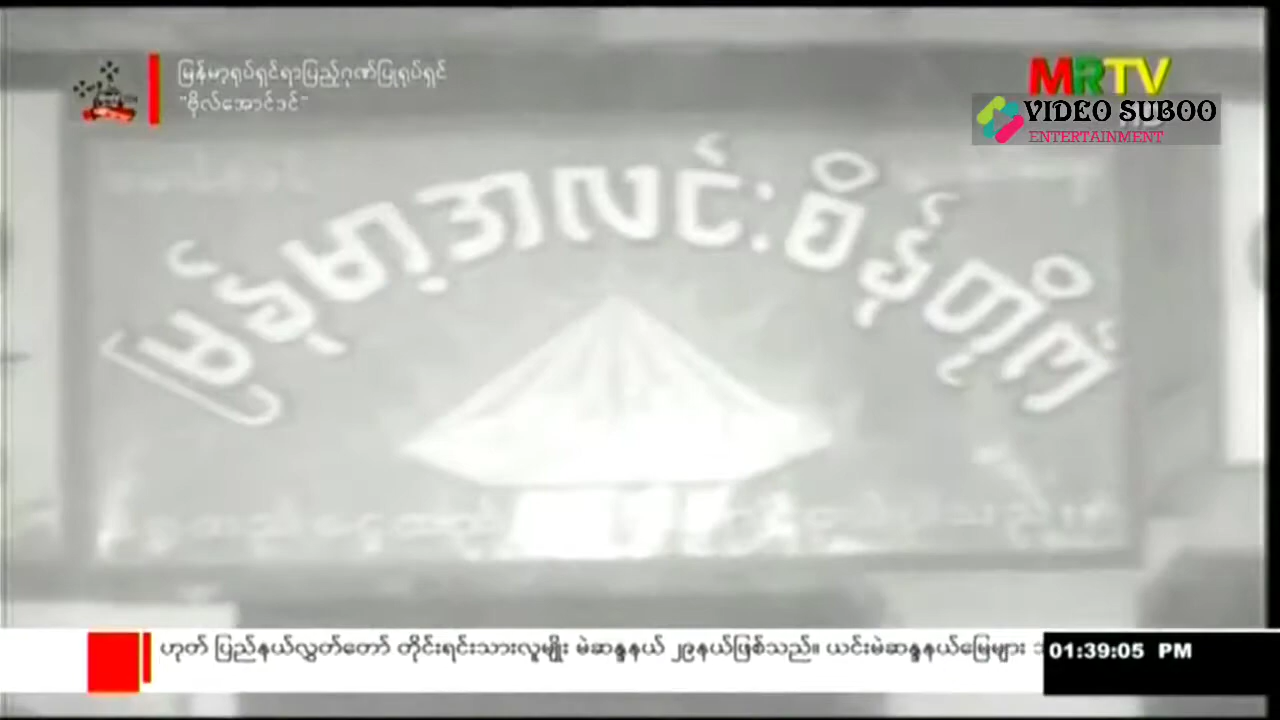 မြန်မာ့ရုပ်ရှင်ရာပြည့်ဂုဏ်ပြုရုပ်ရှင်
"ဗိုလ်အောင်ဒင်"
MRTV
VIDEO SUBOO
ENTERTAINMENT
မြန်မာ့အလင်းစိန်တိုက်
ဟုတ် ပြည်နယ်လွှတ်တော် တိုင်းရင်းသားလူမျိုး မဲဆန္ဒနယ် ၂၉နယ်ဖြစ်သည်။ ယင်းမဲဆန္ဒနယ်မြေများ
01:39:05 PM